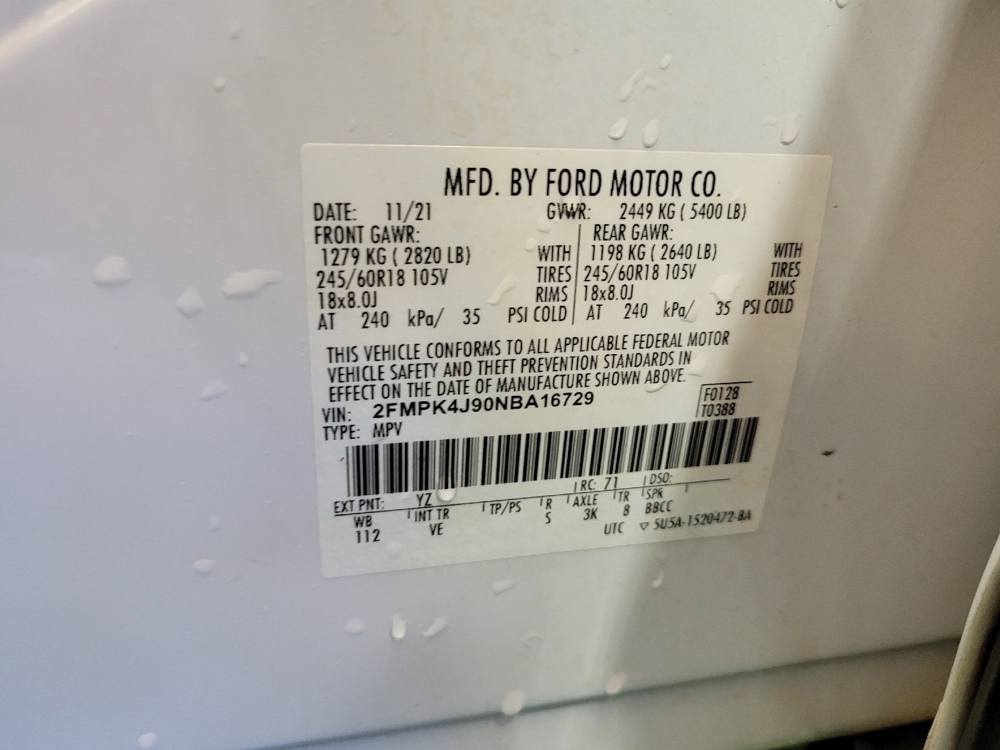 MFD. BY FORD MOTOR CO.
DATE: 11/21 GVWR: 2449 KG ( 5400 LB)
FRONT GAWR: REAR GAWR:
1279 KG ( 2820 LB) WITH 1198 KG ( 2640 LB) WITH
245/60R18 105V TIRES 245/60R18 105V TIRES
18x8.0J RIMS 18x8.0J RIMS
AT 240 kPa/ 35 PSI COLD AT 240 kPa/ 35 PSI COLD
THIS VEHICLE CONFORMS TO ALL APPLICABLE FEDERAL MOTOR
VEHICLE SAFETY AND THEFT PREVENTION STANDARDS IN
EFFECT ON THE DATE OF MANUFACTURE SHOWN ABOVE.
VIN: 2FMPK4J90NBA16729 F0128
TYPE: MPV T0388
EXT PNT: YZ RC: 71 DSO:
WB INT TR TP/PS R AXLE TR SPR
112 VE S 3K 8 BBCC
UTC ▽ 5U5A-1520472-BA